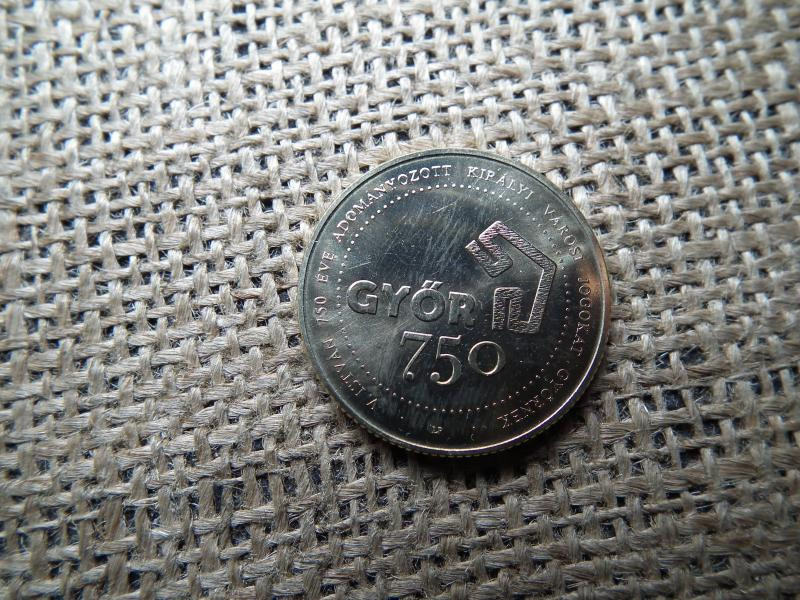 V. ISTVÁN 750 ÉVE ADOMÁNYOZOTT KIRÁLYI VÁROSI JOGOKAT GYŐRNEK
GYŐR
750